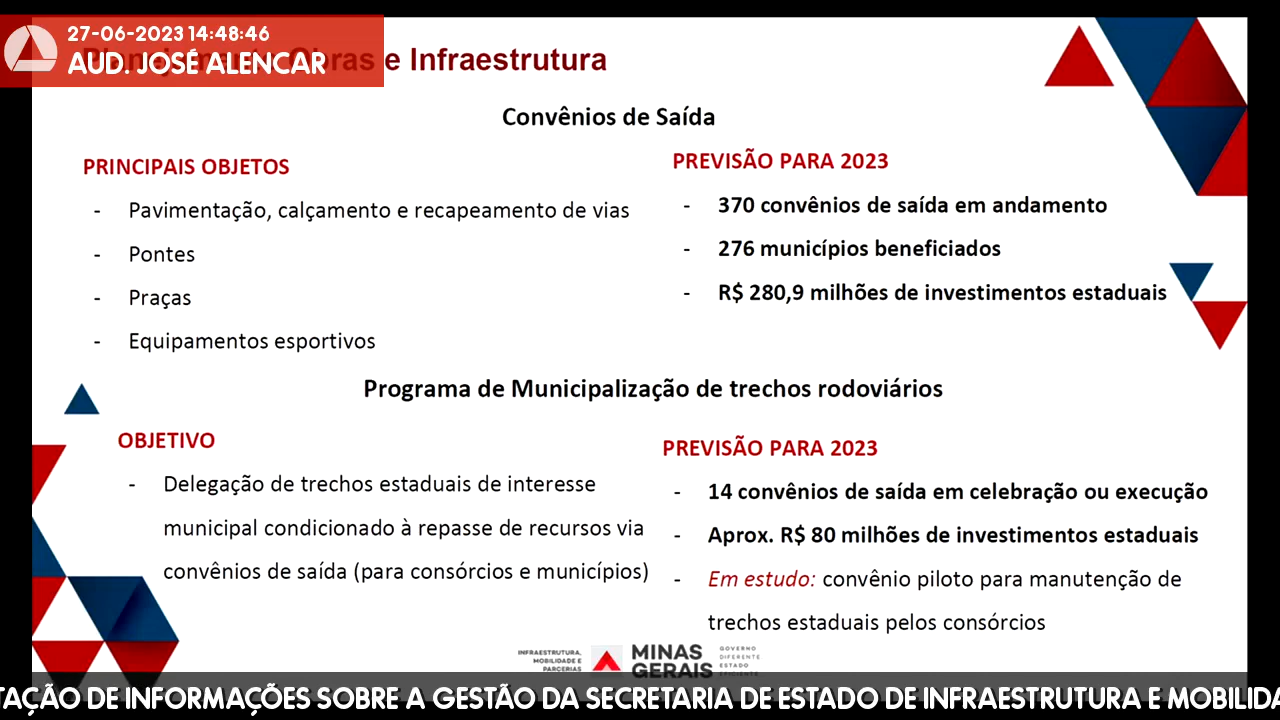 27-06-2023 14:48:46
AUD. JOSÉ ALENCAR
Obras e Infraestrutura
Convênios de Saída
PRINCIPAIS OBJETOS
- Pavimentação, calçamento e recapeamento de vias
- Pontes
- Praças
- Equipamentos esportivos
PREVISÃO PARA 2023
- 370 convênios de saída em andamento
- 276 municípios beneficiados
- R$ 280,9 milhões de investimentos estaduais
Programa de Municipalização de trechos rodoviários
OBJETIVO
- Delegação de trechos estaduais de interesse
municipal condicionado à repasse de recursos via
convênios de saída (para consórcios e municípios)
PREVISÃO PARA 2023
- 14 convênios de saída em celebração ou execução
- Aprox. R$ 80 milhões de investimentos estaduais
- Em estudo: convênio piloto para manutenção de
trechos estaduais pelos consórcios
INFRAESTRUTURA,
MOBILIDADE E
PARCERIAS
MINAS
GERAIS
GOVERNO
DIFERENTE
ESTADO
EFICIENTE
TAÇÃO DE INFORMAÇÕES SOBRE A GESTÃO DA SECRETARIA DE ESTADO DE INFRAESTRUTURA E MOBILIDA